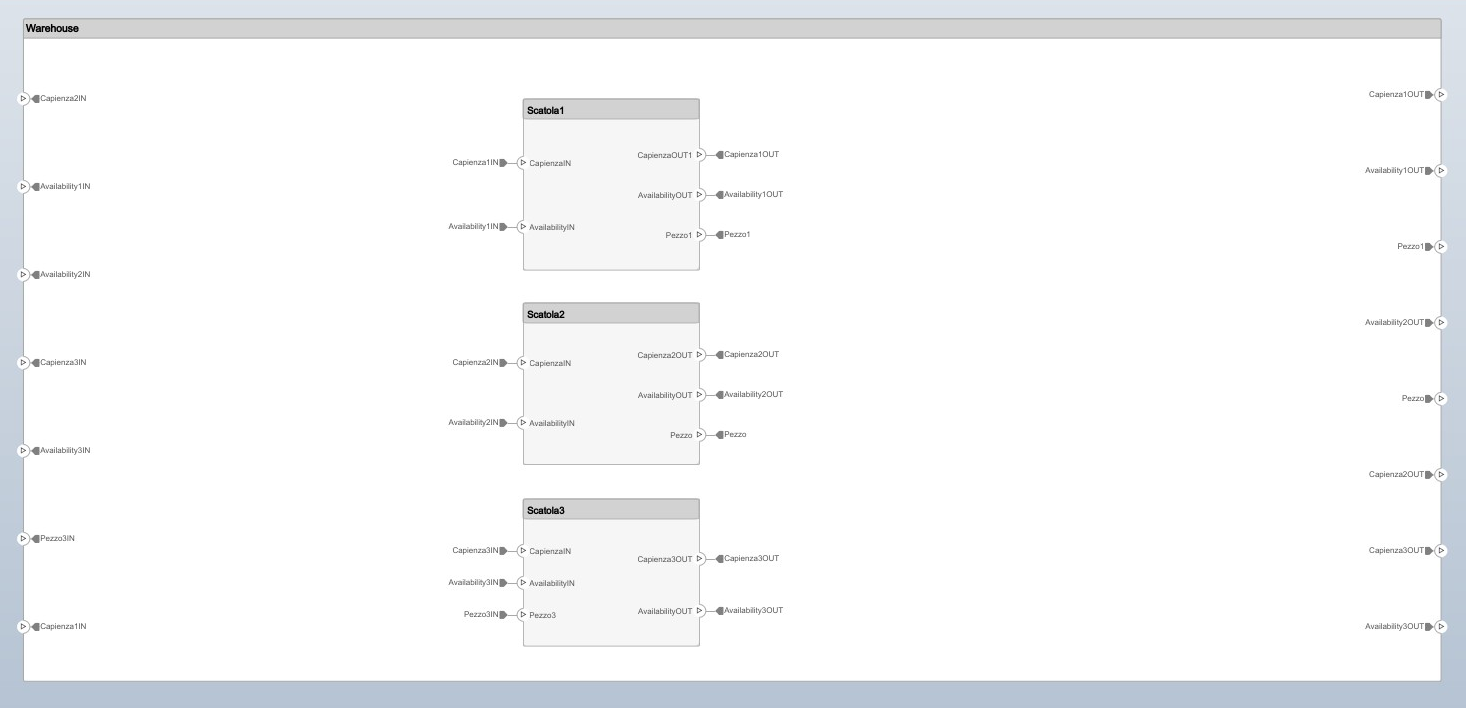 Warehouse
Capienza2IN
Availability1IN
Availability2IN
Capienza3IN
Availability3IN
Pezzo3IN
Capienza1IN
Scatola1
Capienza1IN CapienzaIN CapienzaOUT1 Capienza1OUT
AvailabilityOUT Availability1OUT
Availability1IN AvailabilityIN Pezzo1 Pezzo1
Scatola2
Capienza2IN CapienzaIN Capienza2OUT Capienza2OUT
AvailabilityOUT Availability2OUT
Availability2IN AvailabilityIN Pezzo Pezzo
Scatola3
Capienza3IN CapienzaIN Capienza3OUT Capienza3OUT
Availability3IN AvailabilityIN
Pezzo3IN Pezzo3 AvailabilityOUT Availability3OUT
Capienza1OUT
Availability1OUT
Pezzo1
Availability2OUT
Pezzo
Capienza2OUT
Capienza3OUT
Availability3OUT